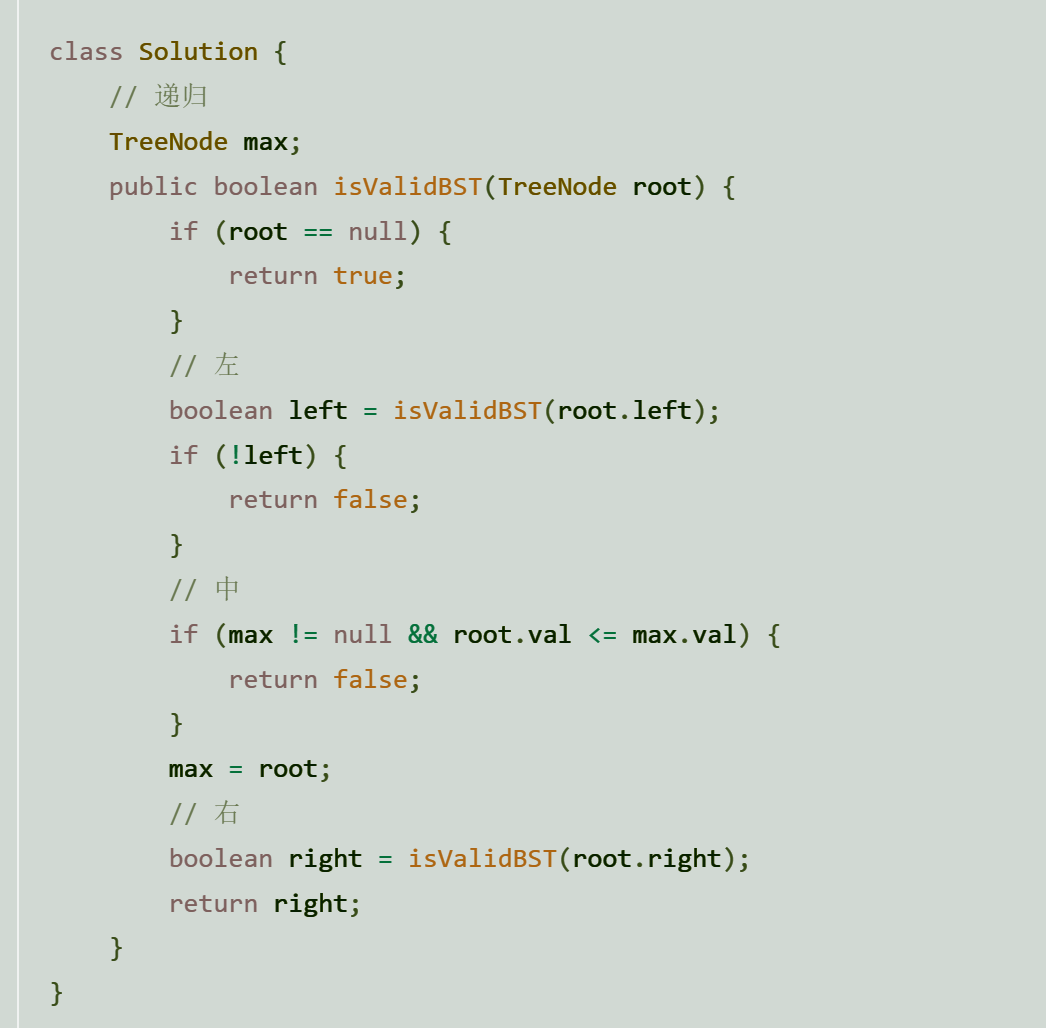 class Solution {
    // 递归
    TreeNode max;
    public boolean isValidBST(TreeNode root) {
        if (root == null) {
            return true;
        }
        // 左
        boolean left = isValidBST(root.left);
        if (!left) {
            return false;
        }
        // 中
        if (max != null && root.val <= max.val) {
            return false;
        }
        max = root;
        // 右
        boolean right = isValidBST(root.right);
        return right;
    }
}